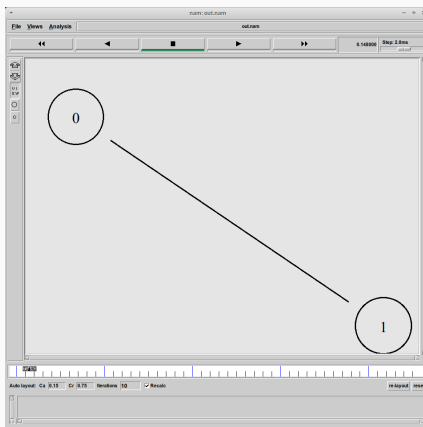 nam: out.nam
File Views Analysis out.nam
0.148000 Step: 2.0ms
0
1
Auto layout: Ca 0.15 Cr 0.75 Iterations 10 Recalc re-layout reset